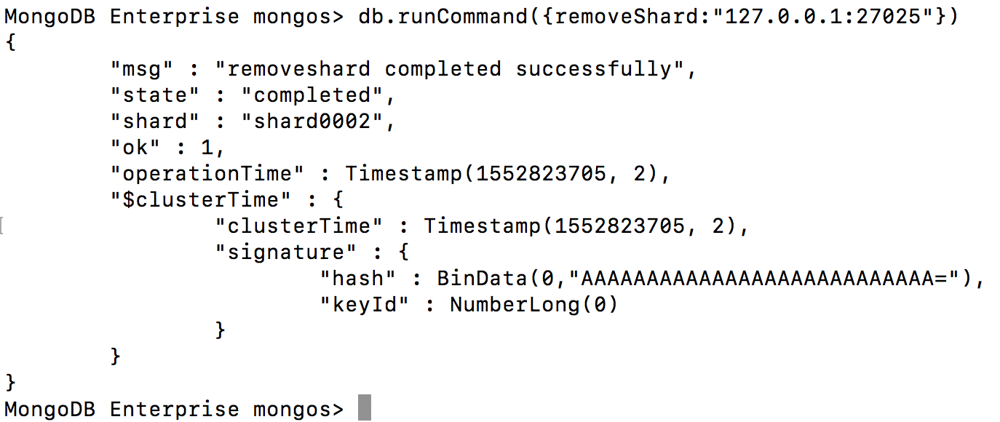 MongoDB Enterprise mongos> db.runCommand({removeShard:"127.0.0.1:27025"})
{
        "msg" : "removeshard completed successfully",
        "state" : "completed",
        "shard" : "shard0002",
        "ok" : 1,
        "operationTime" : Timestamp(1552823705, 2),
        "$clusterTime" : {
                "clusterTime" : Timestamp(1552823705, 2),
                "signature" : {
                        "hash" : BinData(0,"AAAAAAAAAAAAAAAAAAAAAAAAAAA="),
                        "keyId" : NumberLong(0)
                }
        }
}
MongoDB Enterprise mongos>